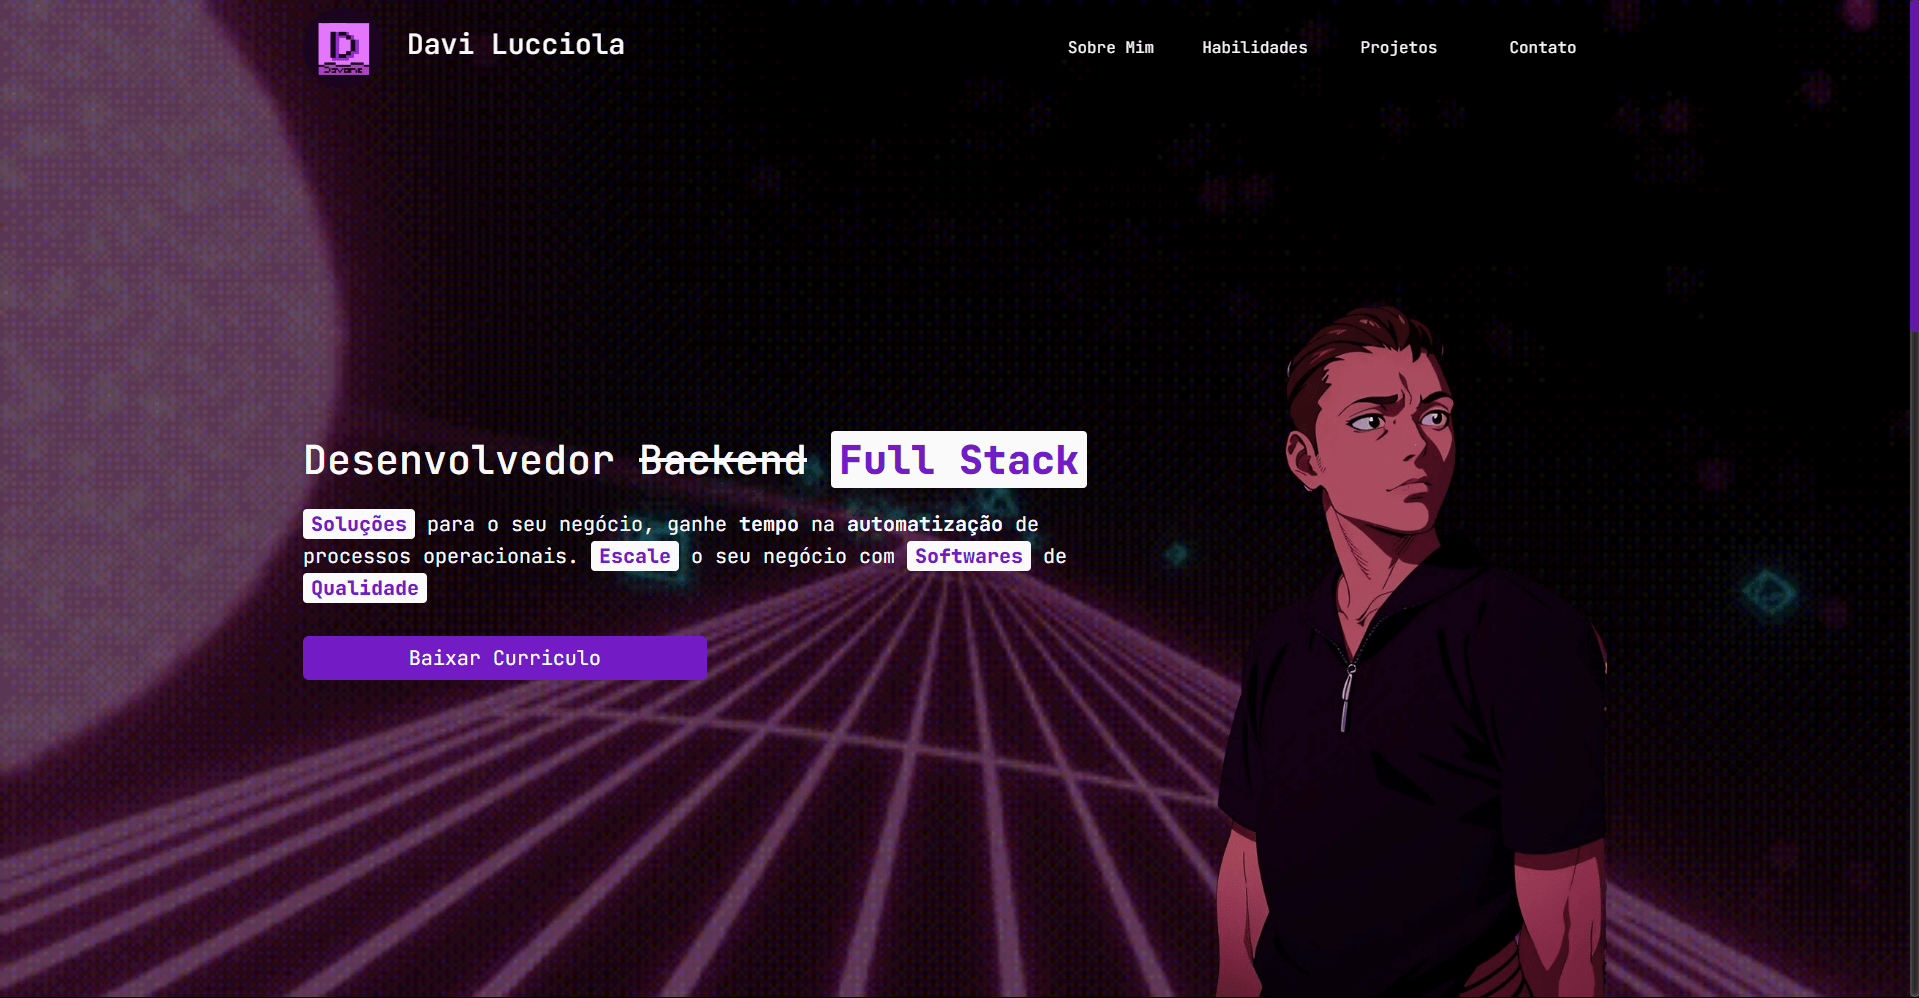 D
Davi Lucciola
Sobre Mim
Habilidades
Projetos
Contato
Desenvolvedor Backend Full Stack
Soluções para o seu negócio, ganhe tempo na automatização de
processos operacionais. Escale o seu negócio com Softwares de
Qualidade
Baixar Curriculo